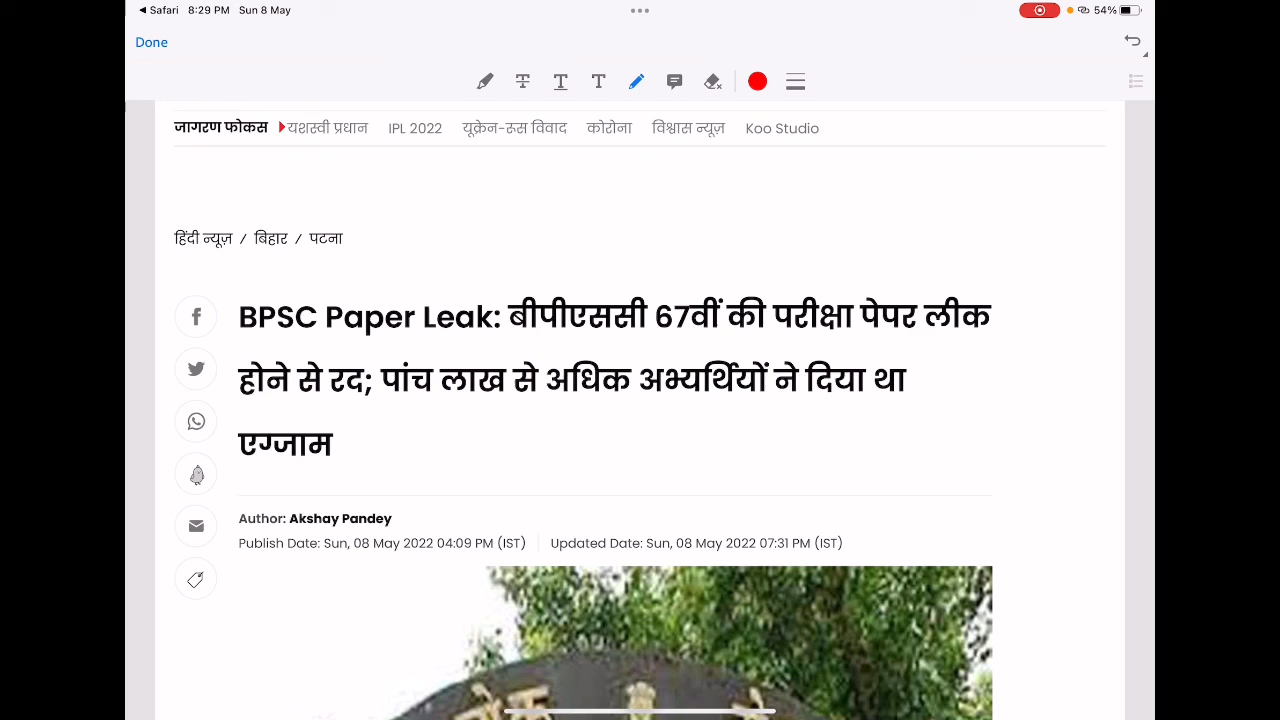 Safari 8:29 PM Sun 8 May
54%
Done
जागरण फोकस यशस्वी प्रधान IPL 2022 यूक्रेन-रूस विवाद कोरोना विश्वास न्यूज़ Koo Studio
हिंदी न्यूज़ / बिहार / पटना
BPSC Paper Leak: बीपीएससी 67वीं की परीक्षा पेपर लीक
होने से रद; पांच लाख से अधिक अभ्यर्थियों ने दिया था
एग्जाम
Author: Akshay Pandey
Publish Date: Sun, 08 May 2022 04:09 PM (IST) Updated Date: Sun, 08 May 2022 07:31 PM (IST)